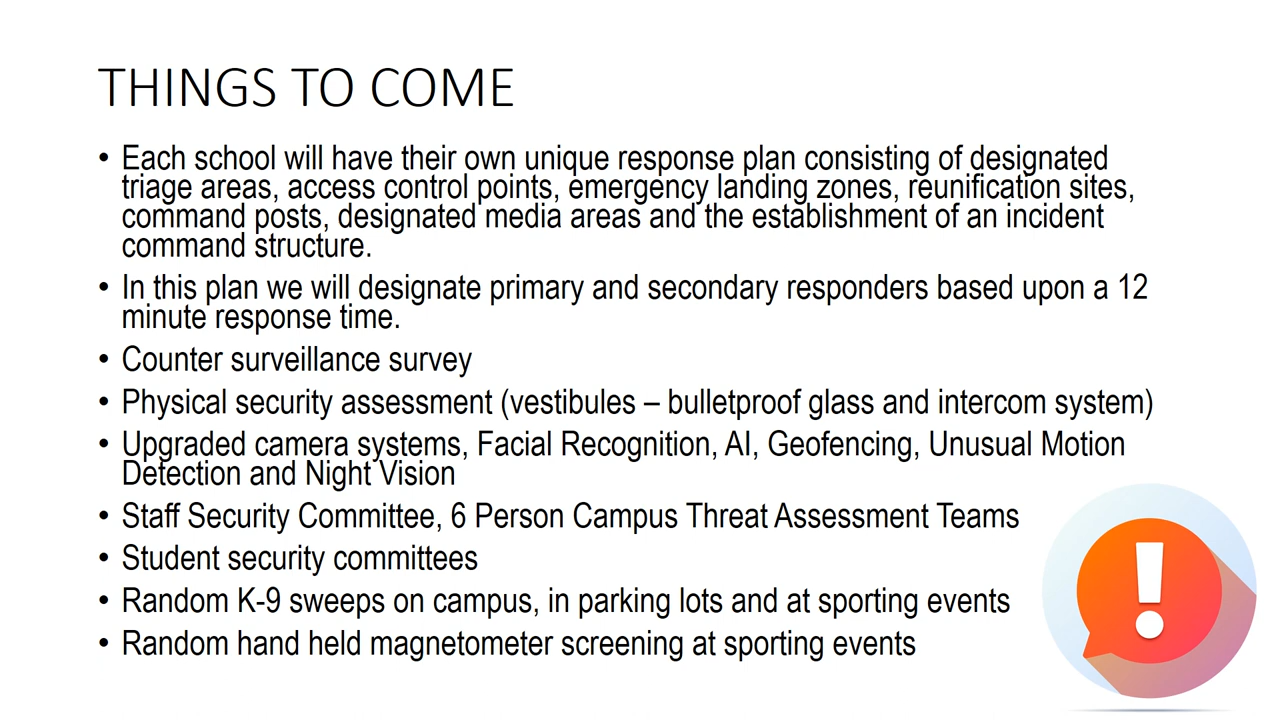 THINGS TO COME
• Each school will have their own unique response plan consisting of designated
triage areas, access control points, emergency landing zones, reunification sites,
command posts, designated media areas and the establishment of an incident
command structure.
• In this plan we will designate primary and secondary responders based upon a 12
minute response time.
• Counter surveillance survey
• Physical security assessment (vestibules – bulletproof glass and intercom system)
• Upgraded camera systems, Facial Recognition, AI, Geofencing, Unusual Motion
Detection and Night Vision
• Staff Security Committee, 6 Person Campus Threat Assessment Teams
• Student security committees
• Random K-9 sweeps on campus, in parking lots and at sporting events
• Random hand held magnetometer screening at sporting events